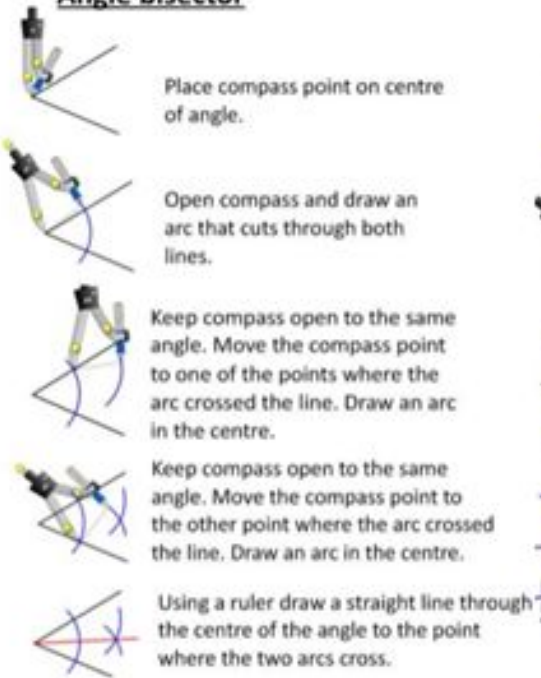 Angle bisector
Place compass point on centre
of angle.
Open compass and draw an
arc that cuts through both
lines.
Keep compass open to the same
angle. Move the compass point
to one of the points where the
arc crossed the line. Draw an arc
in the centre.
Keep compass open to the same
angle. Move the compass point to
the other point where the arc crossed
the line. Draw an arc in the centre.
Using a ruler draw a straight line through
the centre of the angle to the point
where the two arcs cross.